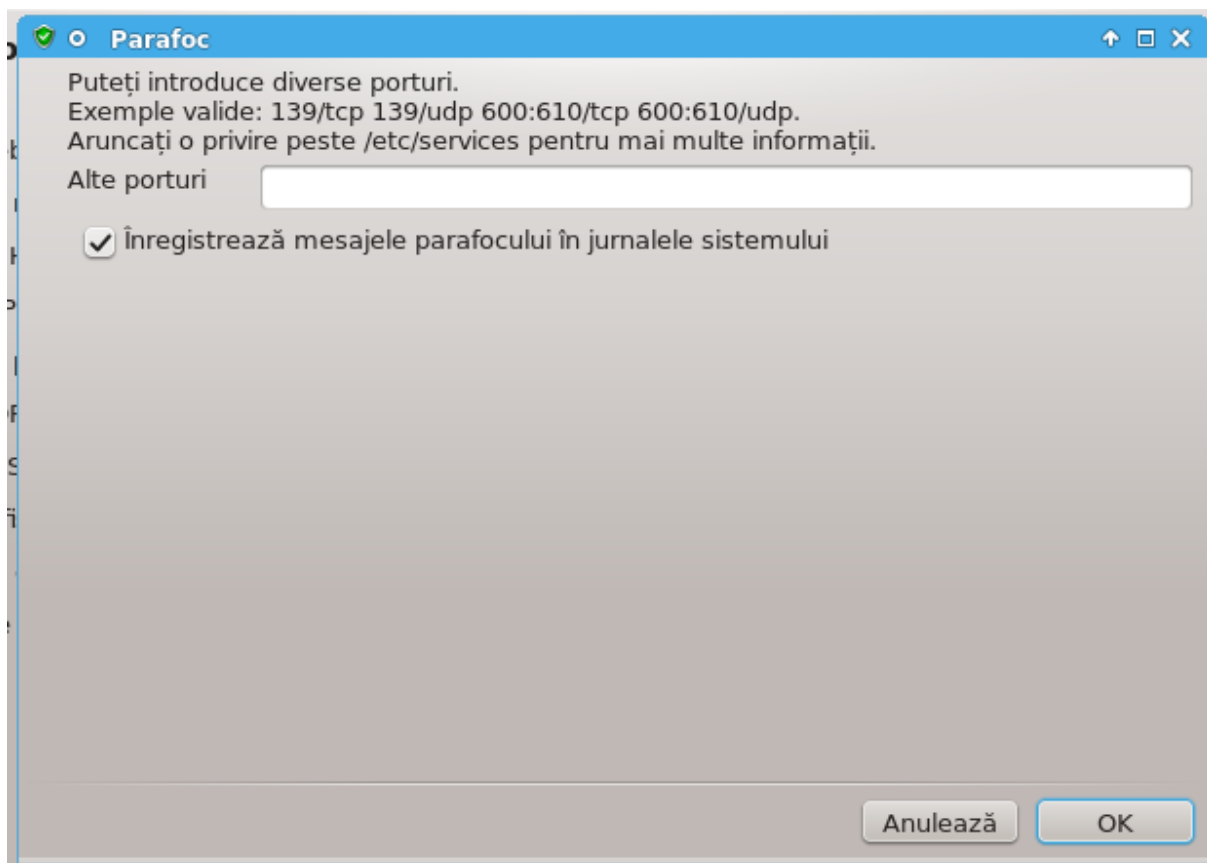 Parafoc
Puteți introduce diverse porturi.
Exemple valide: 139/tcp 139/udp 600:610/tcp 600:610/udp.
Aruncați o privire peste /etc/services pentru mai multe informații.
Alte porturi
Înregistrează mesajele parafocului în jurnalele sistemului
Anulează
OK